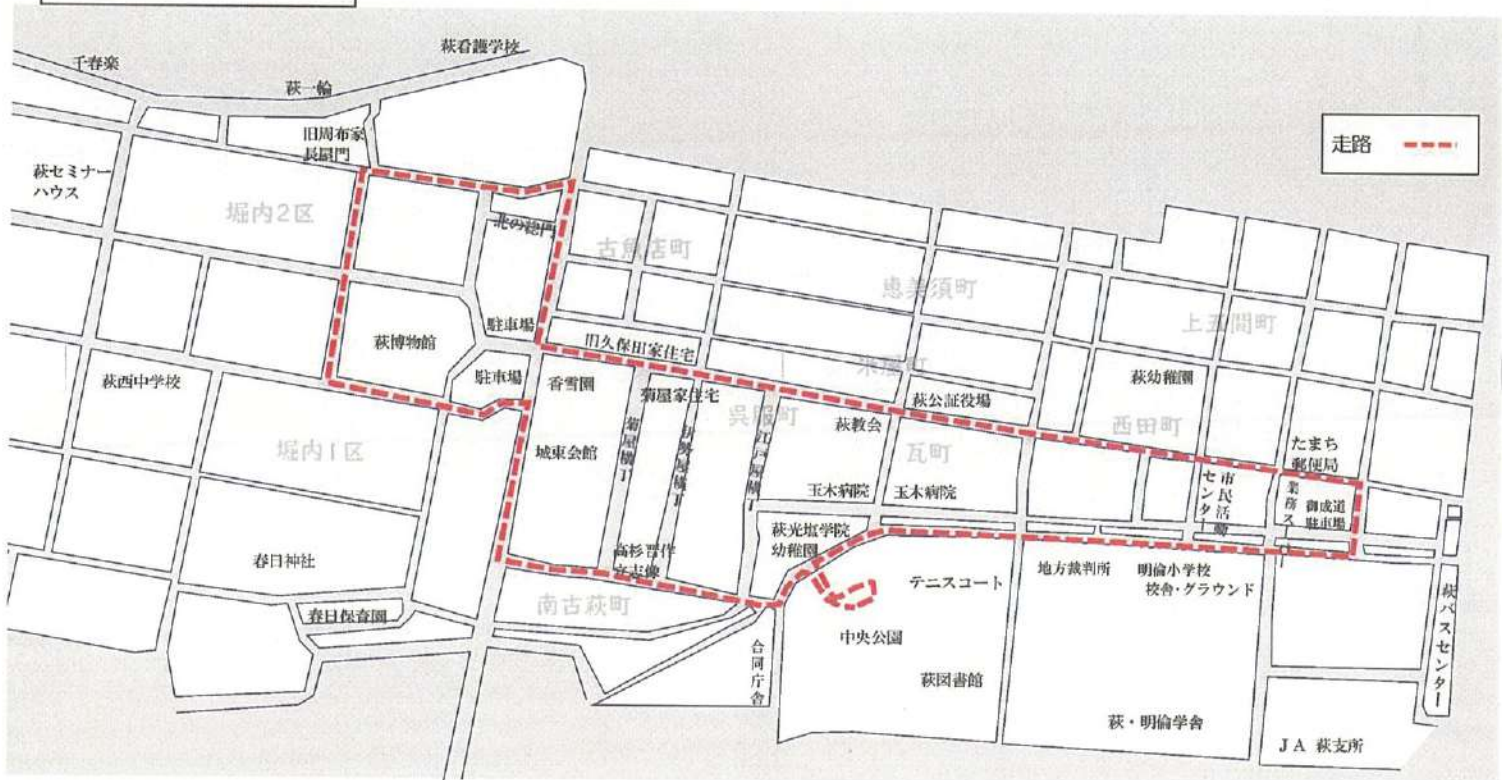 萩看護学校
千春楽
萩一輪
旧周布家
長屋門
走路
萩セミナー
ハウス
堀内2区
北の総門
古魚店町
恵美須町
上五間町
駐車場
萩博物館
旧久保田家住宅
米屋町
萩西中学校
駐車場
香雪園
菊屋家住宅
萩幼稚園
萩公証役場
呉服町
萩教会
西田町
菊屋横丁
伊勢屋横丁
江戸屋横丁
瓦町
たまち
郵便局
堀内1区
城東会館
玉木病院
玉木病院
市民活動
センター
業務ス
御成道
駐車場
萩光塩学院
幼稚園
春日神社
高杉晋作
立志像
テニスコート
地方裁判所
明倫小学校
校舎・グラウンド
南古萩町
春日保育園
中央公園
合同庁舎
萩図書館
萩バスセンター
萩・明倫学舎
JA 萩支所